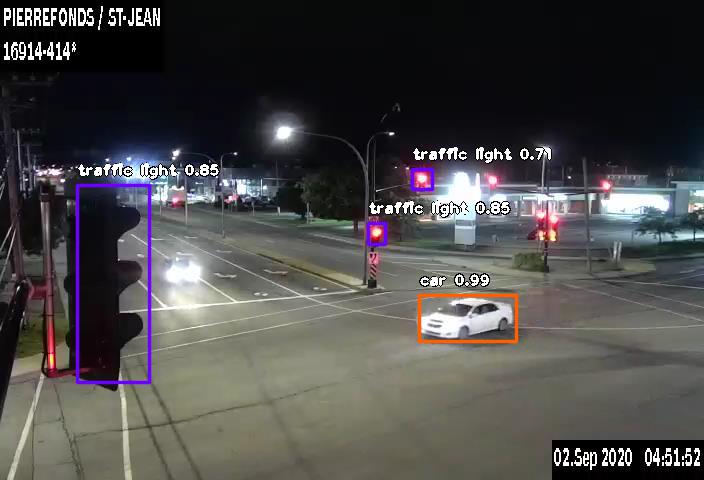 PIERREFONDS / ST-JEAN
16914-414*
traffic light 0.71
traffic light 0.85
traffic light 0.85
car 0.99
02.Sep 2020 04:51:52